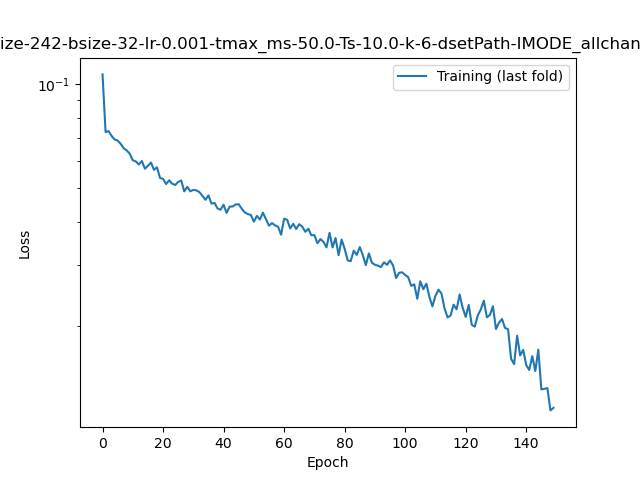 ize-242-bsize-32-lr-0.001-tmax_ms-50.0-Ts-10.0-k-6-dsetPath-IMODE_allchan
10⁻¹
Training (last fold)
Loss
0 20 40 60 80 100 120 140
Epoch